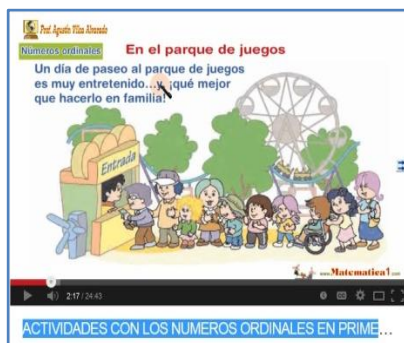 Prof. Agustín Vilca Alvarado
Números ordinales
En el parque de juegos
Un día de paseo al parque de juegos
es muy entretenido...y ¡qué mejor
que hacerlo en familia!
Entrada
www.Matematica1.com
2:17 / 24:43
ACTIVIDADES CON LOS NUMEROS ORDINALES EN PRIME...